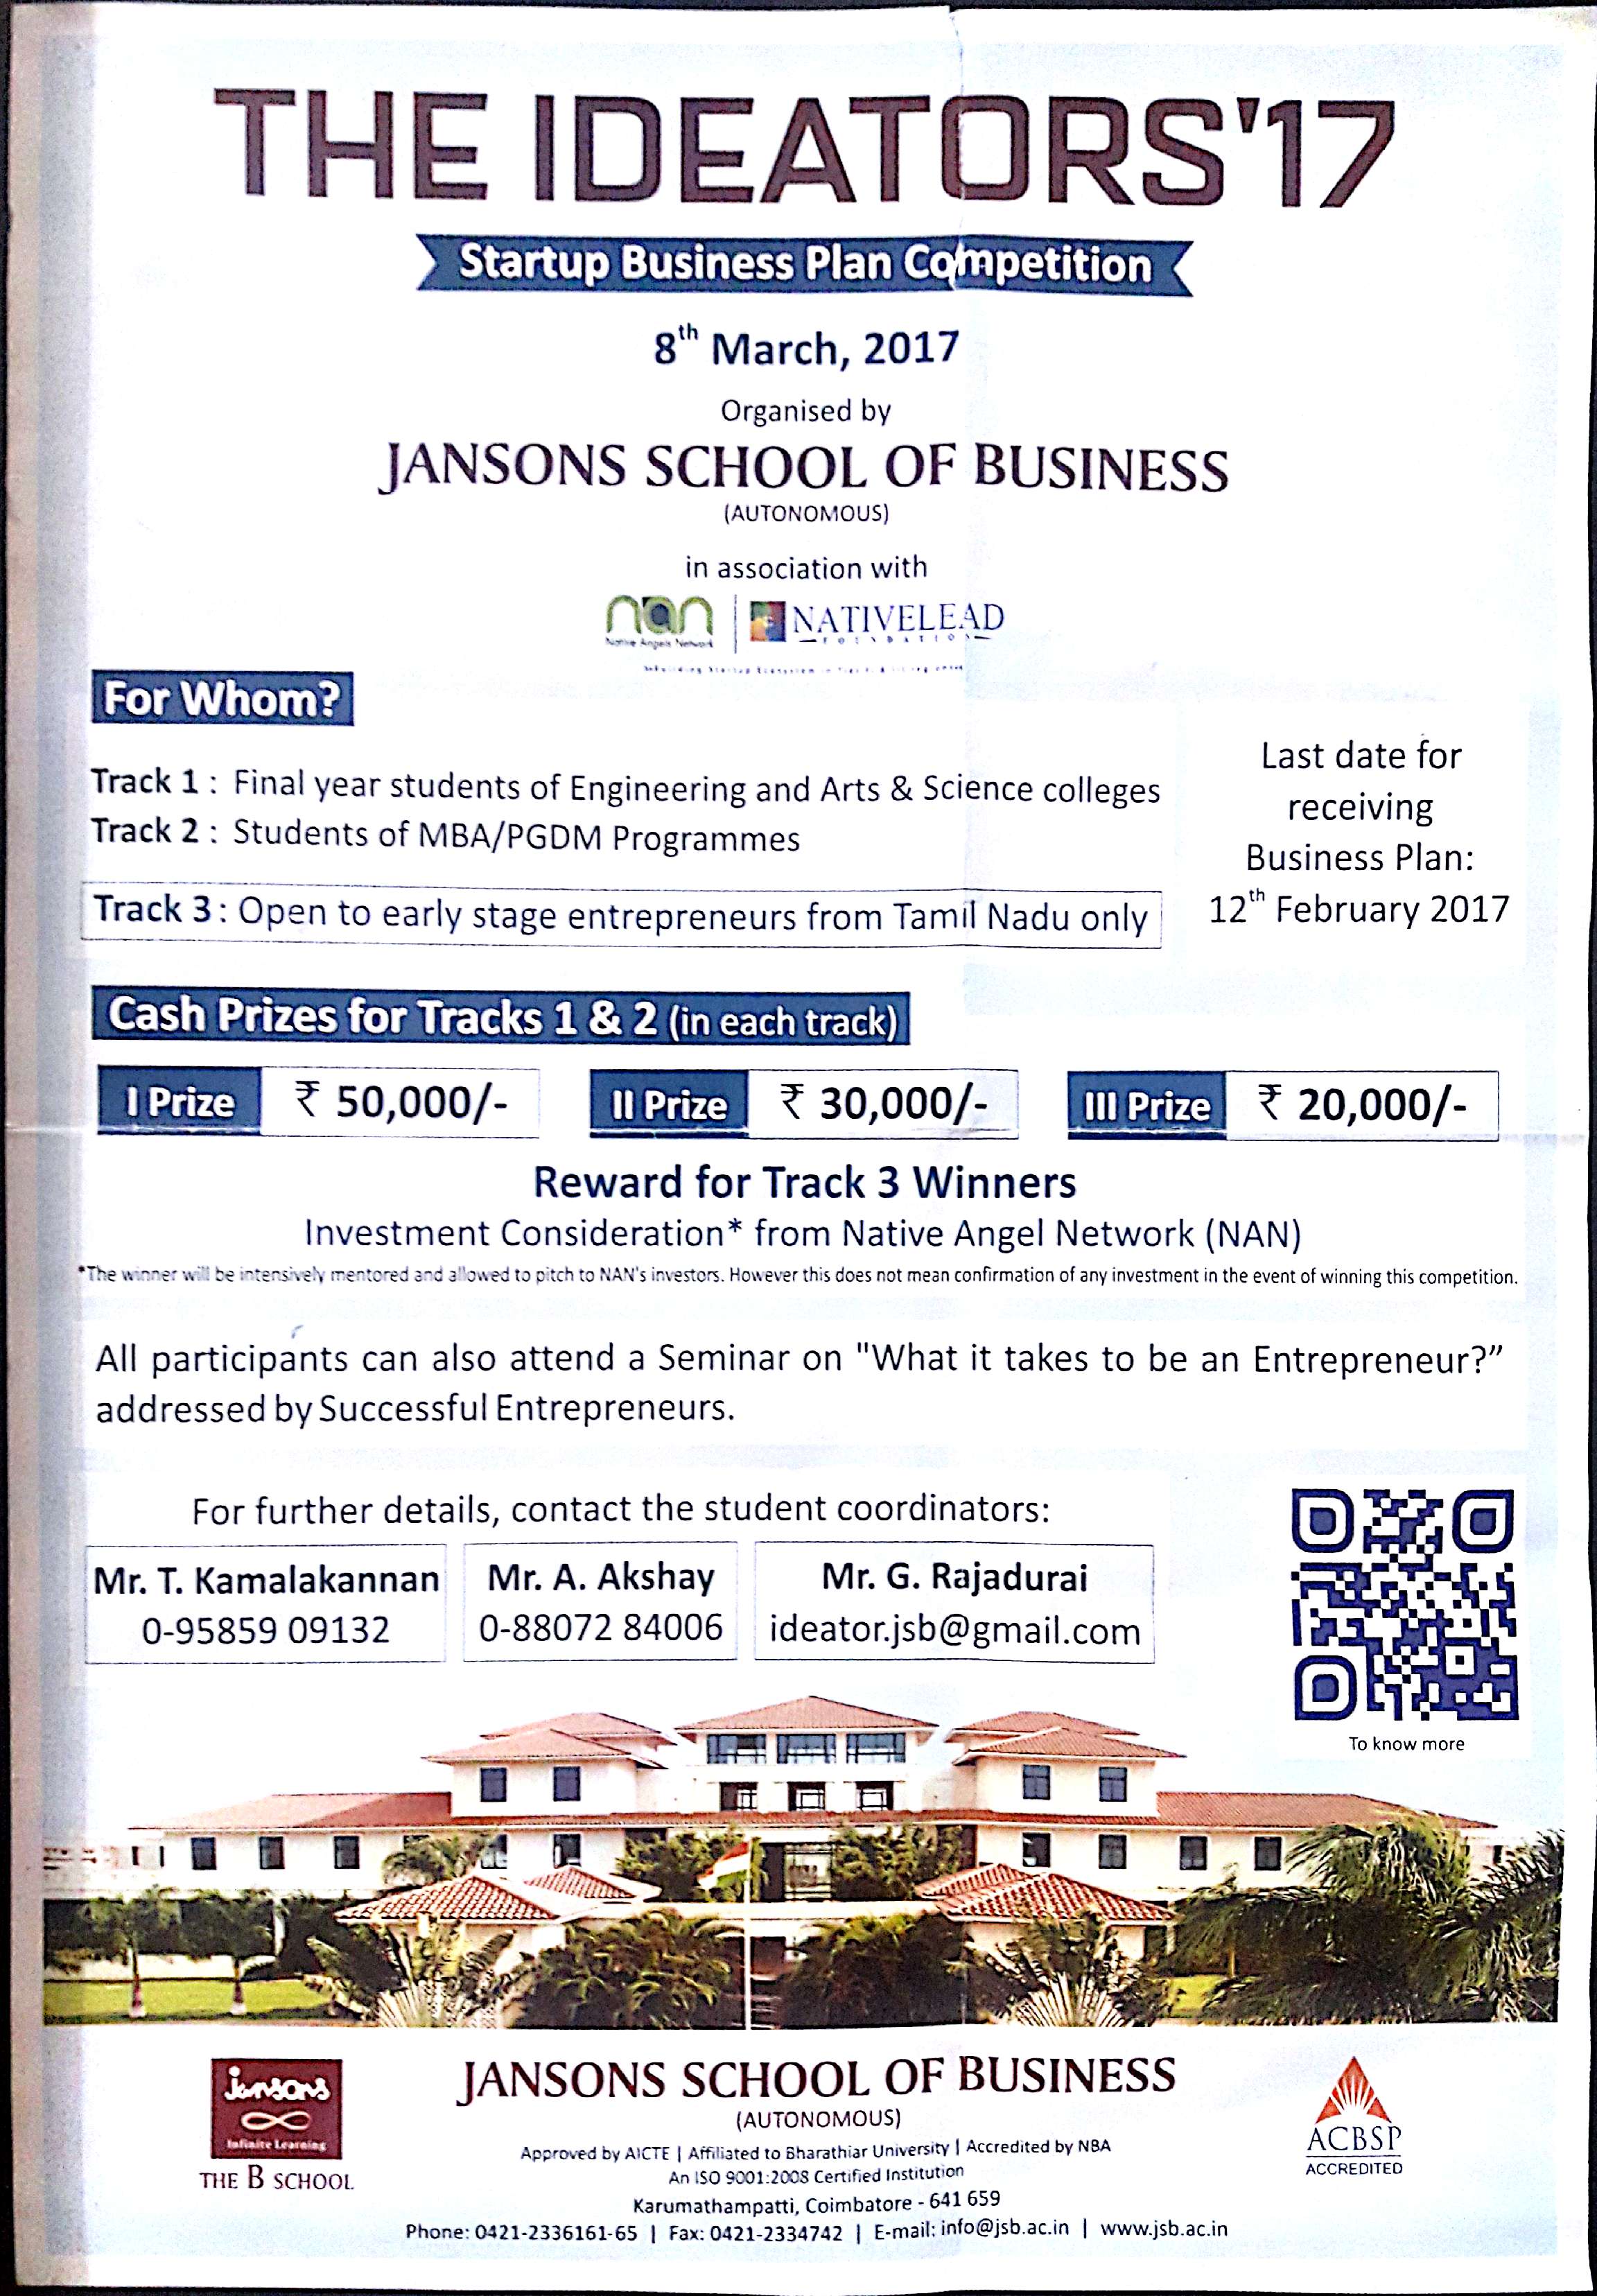 THE IDEATORS'17
Startup Business Plan Competition
8th March, 2017
Organised by
JANSONS SCHOOL OF BUSINESS
(AUTONOMOUS)
in association with
nan
Native Angels Network
NATIVELEAD
FOUNDATION
For Whom?
Track 1 : Final year students of Engineering and Arts & Science colleges
Track 2 : Students of MBA/PGDM Programmes
Track 3 : Open to early stage entrepreneurs from Tamil Nadu only
Last date for
receiving
Business Plan:
12th February 2017
Cash Prizes for Tracks 1 & 2 (in each track)
I Prize ₹ 50,000/-
II Prize ₹ 30,000/-
III Prize ₹ 20,000/-
Reward for Track 3 Winners
Investment Consideration* from Native Angel Network (NAN)
*The winner will be intensively mentored and allowed to pitch to NAN's investors. However this does not mean confirmation of any investment in the event of winning this competition.
All participants can also attend a Seminar on "What it takes to be an Entrepreneur?”
addressed by Successful Entrepreneurs.
For further details, contact the student coordinators:
Mr. T. Kamalakannan
0-95859 09132
Mr. A. Akshay
0-88072 84006
Mr. G. Rajadurai
ideator.jsb@gmail.com
To know more
jansons
Infinite Learning
THE B SCHOOL
JANSONS SCHOOL OF BUSINESS
(AUTONOMOUS)
Approved by AICTE | Affiliated to Bharathiar University | Accredited by NBA
An ISO 9001:2008 Certified Institution
Karumathampatti, Coimbatore - 641 659
Phone: 0421-2336161-65 | Fax: 0421-2334742 | E-mail: info@jsb.ac.in | www.jsb.ac.in
ACBSP
ACCREDITED